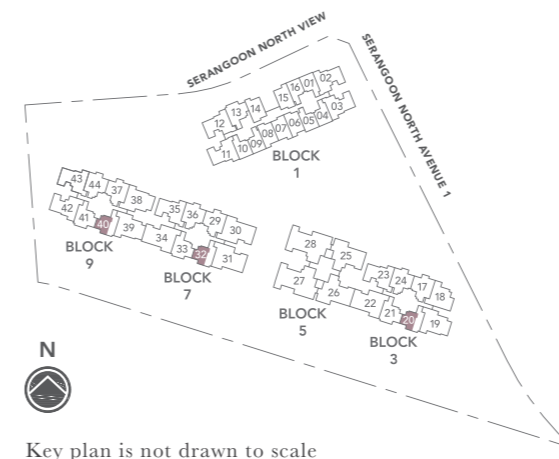 SERANGOON NORTH VIEW
SERANGOON NORTH AVENUE 1
12 13 14 15 16 01 02
11 10 09 08 07 06 05 04 03
BLOCK
1
43 44 37 38 35 36 29 30
42 41 40 39 34 33 32 31
BLOCK
9
BLOCK
7
28 25 23 24 17 18
27 26 22 21 20 19
BLOCK
5
BLOCK
3
N
Key plan is not drawn to scale